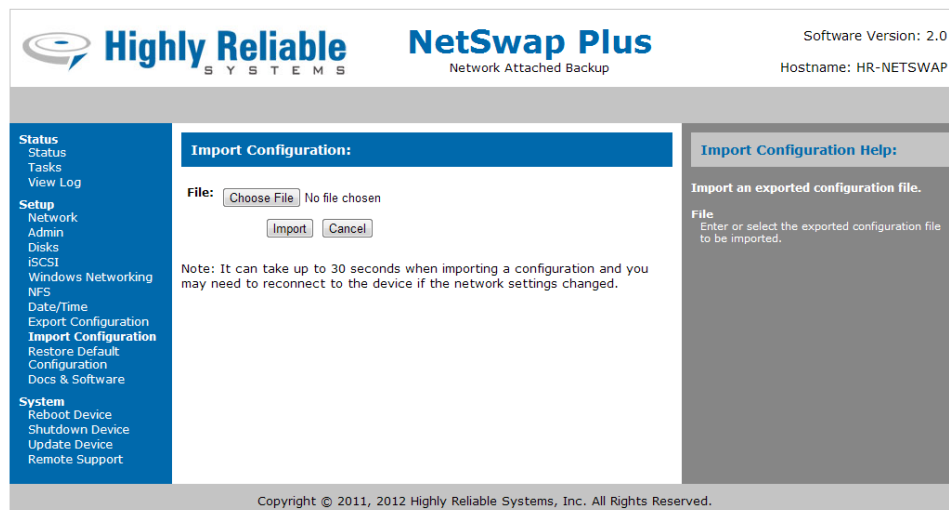 Highly Reliable
SYSTEMS
NetSwap Plus
Network Attached Backup
Software Version: 2.0
Hostname: HR-NETSWAP
Status
Status
Tasks
View Log
Setup
Network
Admin
Disks
iSCSI
Windows Networking
NFS
Date/Time
Export Configuration
Import Configuration
Restore Default
Configuration
Docs & Software
System
Reboot Device
Shutdown Device
Update Device
Remote Support
Import Configuration:
File: Choose File No file chosen
Import Cancel
Note: It can take up to 30 seconds when importing a configuration and you
may need to reconnect to the device if the network settings changed.
Import Configuration Help:
Import an exported configuration file.
File
Enter or select the exported configuration file
to be imported.
Copyright © 2011, 2012 Highly Reliable Systems, Inc. All Rights Reserved.